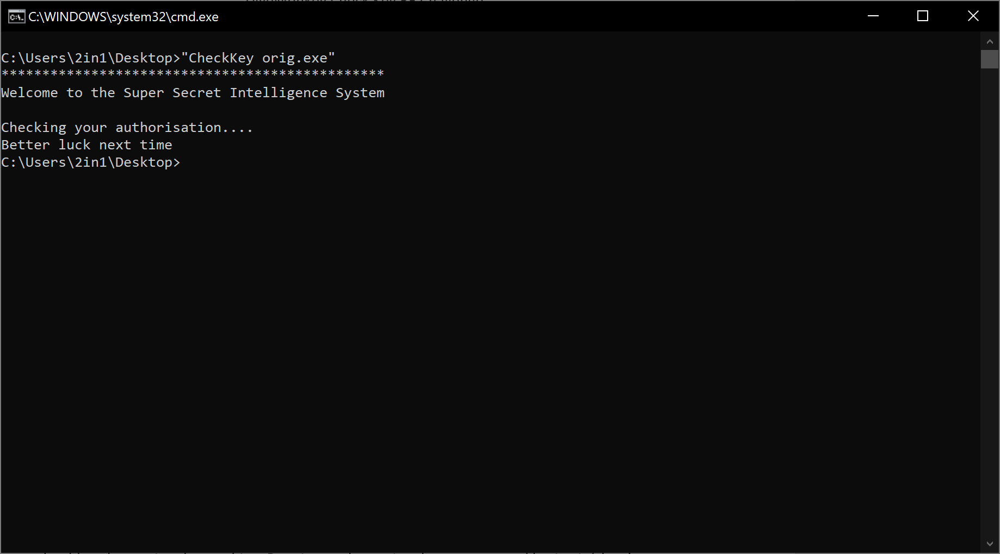 C:\WINDOWS\system32\cmd.exe
C:\Users\2in1\Desktop>"CheckKey orig.exe"
***********************************************
Welcome to the Super Secret Intelligence System
Checking your authorisation....
Better luck next time
C:\Users\2in1\Desktop>